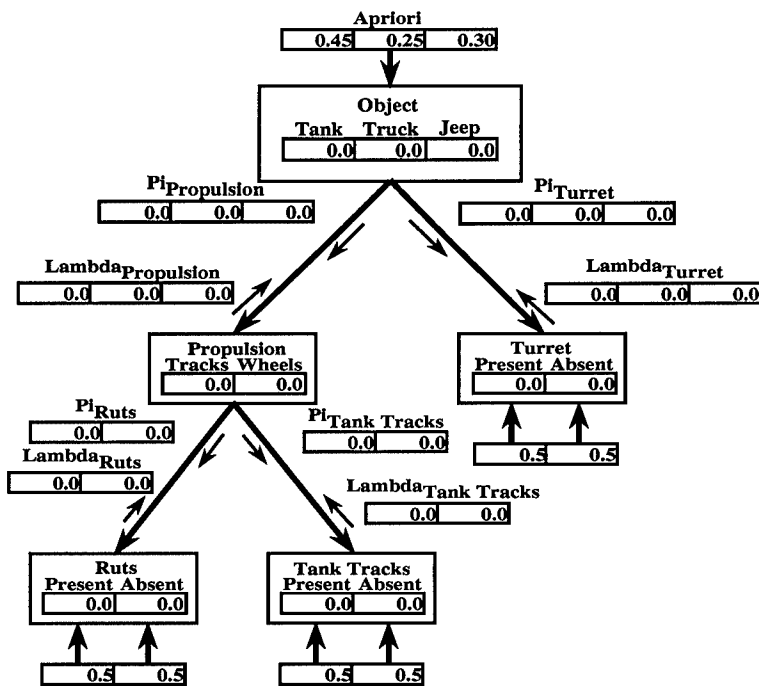 Apriori
0.45 0.25 0.30
Object
Tank Truck Jeep
0.0 0.0 0.0
PiPropulsion
0.0 0.0 0.0
PiTurret
0.0 0.0 0.0
LambdaPropulsion
0.0 0.0 0.0
LambdaTurret
0.0 0.0 0.0
Propulsion
Tracks Wheels
0.0 0.0
Turret
Present Absent
0.0 0.0
PiRuts
0.0 0.0
PiTank Tracks
0.0 0.0
0.5 0.5
LambdaRuts
0.0 0.0
LambdaTank Tracks
0.0 0.0
Ruts
Present Absent
0.0 0.0
Tank Tracks
Present Absent
0.0 0.0
0.5 0.5
0.5 0.5